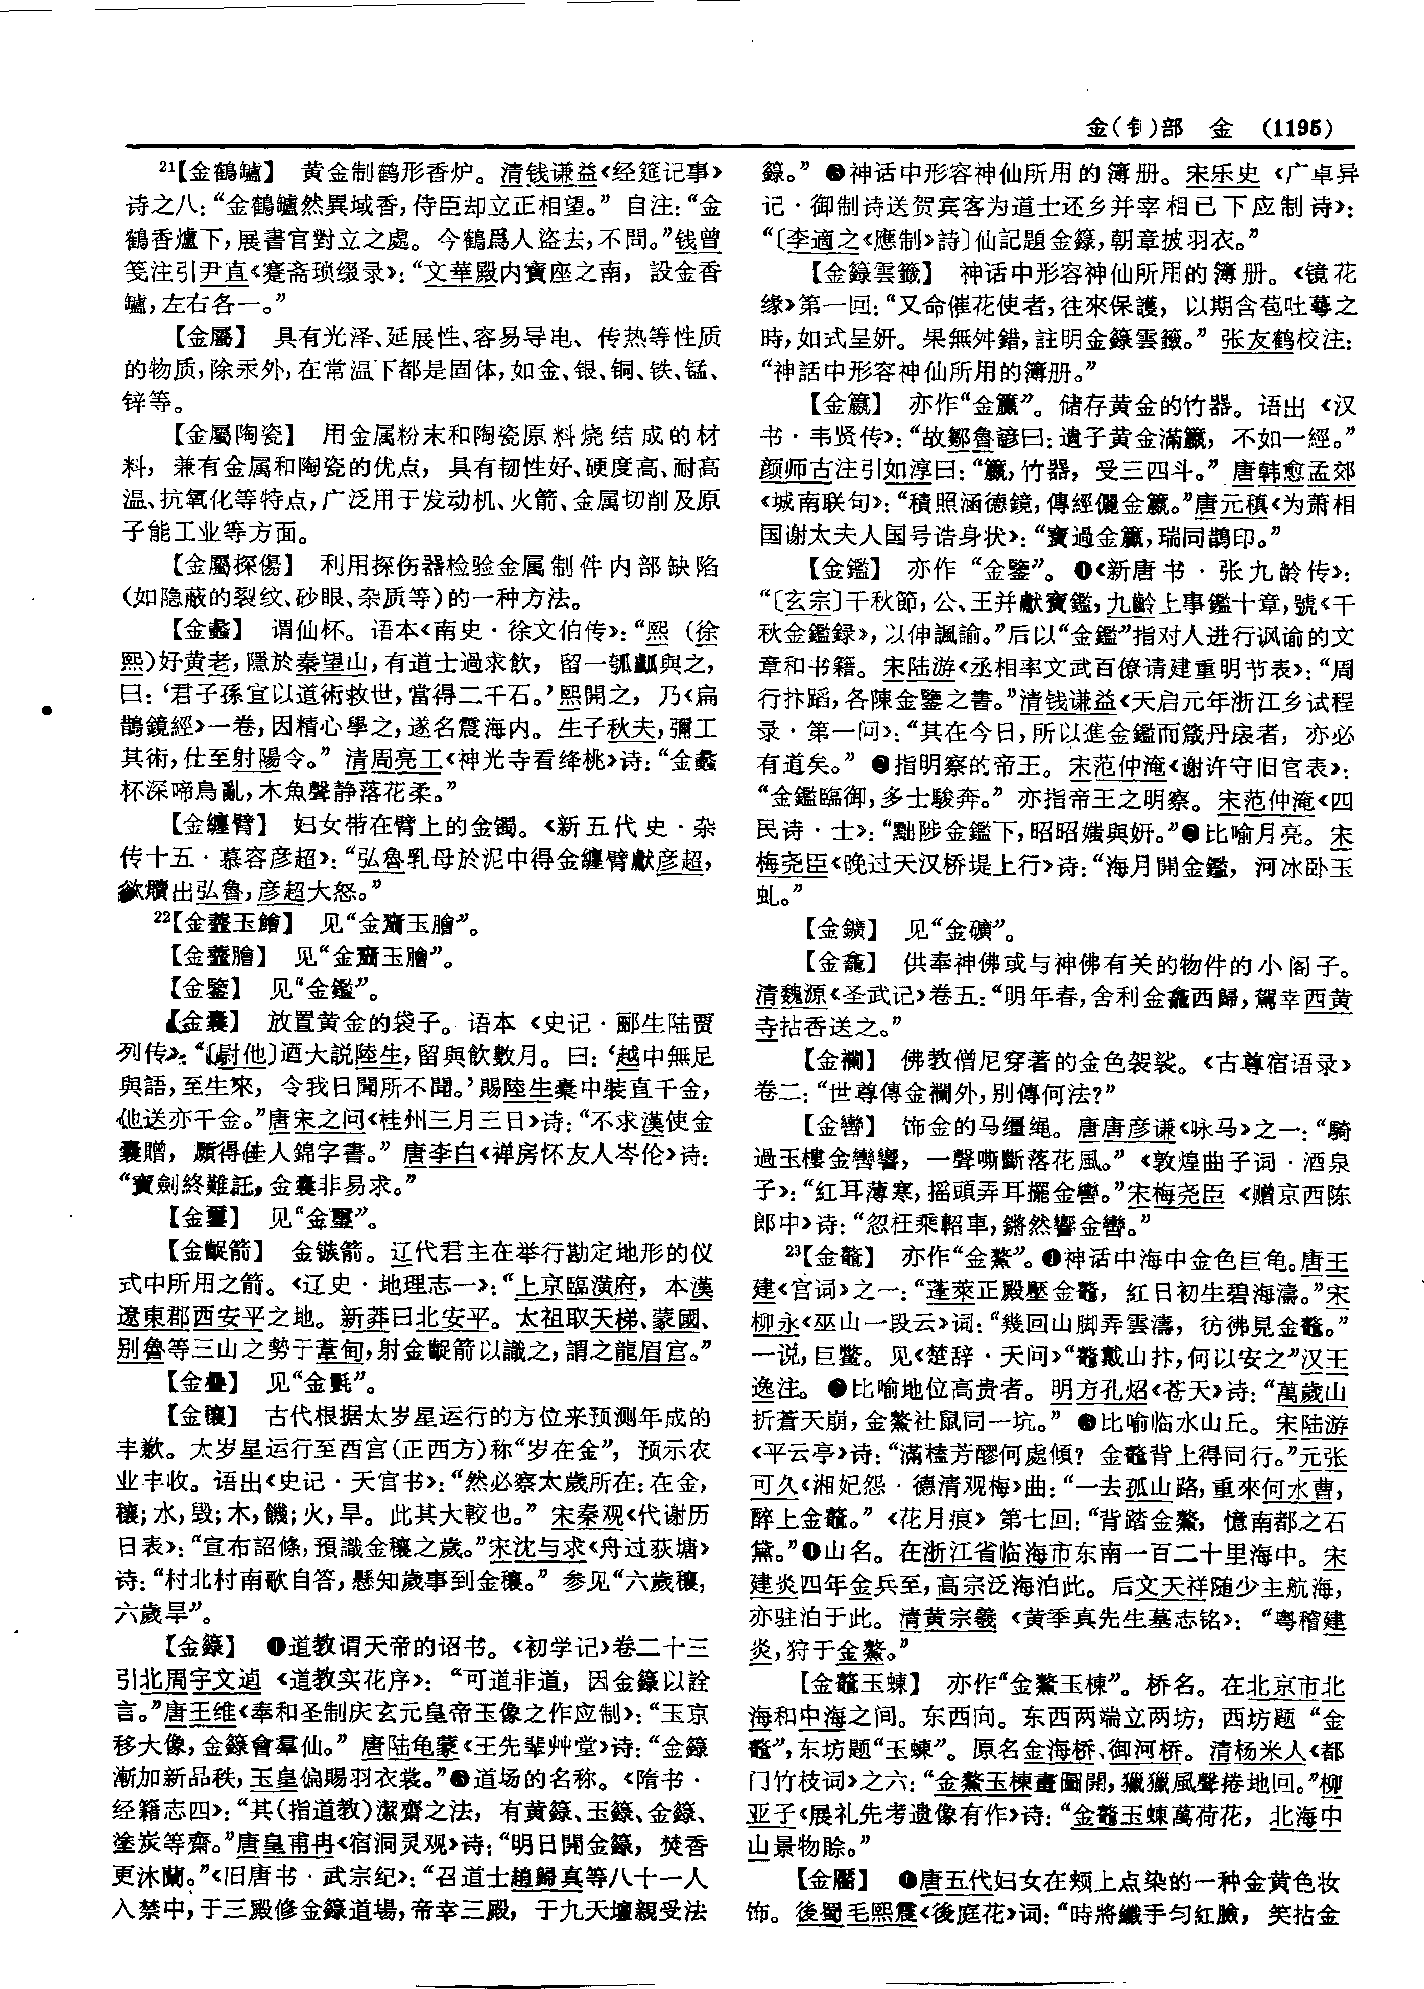 金(钅)部　金　(1195)
21【金鶴爐】　黄金制鹤形香炉。清钱谦益《经筵记事》
诗之八：“金鶴爐然異域香，侍臣却立正相望。” 自注：“金
鶴香爐下，展書官對立之處。今鶴爲人盗去，不問。”钱曾
笺注引尹直《蹇斋琐缀录》：“文華殿内寶座之南，設金香
爐，左右各一。”
【金屬】　具有光泽、延展性、容易导电、传热等性质
的物质，除汞外，在常温下都是固体，如金、银、铜、铁、锰、
锌等。
【金屬陶瓷】　用金属粉末和陶瓷原料烧结成的材
料，兼有金属和陶瓷的优点，具有韧性好、硬度高、耐高
温、抗氧化等特点，广泛用于发动机、火箭、金属切削及原
子能工业等方面。
【金屬探傷】　利用探伤器检验金属制件内部缺陷
(如隐蔽的裂纹、砂眼、杂质等)的一种方法。
【金蠡】　谓仙杯。语本《南史·徐文伯传》：“熙(徐
熙)好黄老，隱於秦望山，有道士過求飲，留一瓠𤬛與之，
曰：‘君子孫宜以道術救世，當得二千石。’熙開之，乃《扁
鵲鏡經》一卷，因精心學之，遂名震海内。生子秋夫，彌工
其術，仕至射陽令。” 清周亮工《神光寺看绛桃》诗：“金蠡
杯深啼鳥亂，木魚聲静落花柔。”
【金纏臂】　妇女带在臂上的金镯。《新五代史·杂
传十五·慕容彦超》：“弘魯乳母於泥中得金纏臂獻彦超，
欲贖出弘魯，彦超大怒。”
22【金虀玉鱠】　见“金齏玉膾”。
【金虀膾】　见“金齏玉膾”。
【金鑒】　见“金鑑”。
【金囊】　放置黄金的袋子。语本《史记·郦生陆贾
列传》：“〔尉他〕迺大説陸生，留與飲數月。曰：‘越中無足
與語，至生來，令我日聞所不聞。’賜陸生橐中裝直千金，
他送亦千金。”唐宋之问《桂州三月三日》诗：“不求漢使金
囊贈，願得佳人錦字書。” 唐李白《禅房怀友人岑伦》诗：
“寶劍終難託，金囊非易求。”
【金璽】　见“金璽”。
【金齪箭】　金镞箭。辽代君主在举行勘定地形的仪
式中所用之箭。《辽史·地理志一》：“上京臨潢府，本漢
遼東郡西安平之地。新莽曰北安平。太祖取天梯、蒙國、
别魯等三山之勢于葦甸，射金齪箭以識之，謂之龍眉宫。”
【金疊】　见“金氎”。
【金穰】　古代根据太岁星运行的方位来预测年成的
丰歉。太岁星运行至酉宫(正西方)称“岁在金”，预示农
业丰收。语出《史记·天官书》：“然必察太歲所在：在金，
穰；水，毁；木，饑；火，旱。此其大較也。” 宋秦观《代谢历
日表》：“宣布詔條，預識金穰之歲。”宋沈与求《舟过荻塘》
诗：“村北村南歌自答，懸知歲事到金穰。” 参见“六歲穰，
六歲旱”。
【金籙】　❶道教谓天帝的诏书。《初学记》卷二十三
引北周宇文逌《道教实花序》：“可道非道，因金籙以詮
言。”唐王维《奉和圣制庆玄元皇帝玉像之作应制》：“玉京
移大像，金籙會羣仙。” 唐陆龟蒙《王先辈艸堂》诗：“金籙
漸加新品秩，玉皇偏賜羽衣裳。”❷道场的名称。《隋书·
经籍志四》：“其(指道教)潔齋之法，有黄籙、玉籙、金籙、
塗炭等齋。”唐皇甫冉《宿洞灵观》诗：“明日開金籙，焚香
更沐蘭。”《旧唐书·武宗纪》：“召道士趙歸真等八十一人
入禁中，于三殿修金籙道場，帝幸三殿，于九天壇親受法
籙。” ❸神话中形容神仙所用的簿册。宋乐史《广卓异
记·御制诗送贺宾客为道士还乡并宰相已下应制诗》：
“〔李適之《應制》詩〕仙記題金籙，朝章披羽衣。”
【金籙雲籤】　神话中形容神仙所用的簿册。《镜花
缘》第一回：“又命催花使者，往來保護，以期含苞吐蕚之
時，如式呈妍。果無舛錯，註明金籙雲籤。” 张友鹤校注：
“神話中形容神仙所用的簿册。”
【金籝】　亦作“金籯”。储存黄金的竹器。语出《汉
书·韦贤传》：“故鄒魯諺曰：遺子黄金滿籯，不如一經。”
颜师古注引如淳曰：“籯，竹器，受三四斗。” 唐韩愈孟郊
《城南联句》：“積照涵德鏡，傳經儷金籝。”唐元稹《为萧相
国谢太夫人国号诰身状》：“寶過金籯，瑞同鵲印。”
【金鑑】　亦作“金鑒”。❶《新唐书·张九龄传》：
“〔玄宗〕千秋節，公、王并獻寶鑑，九齡上事鑑十章，號《千
秋金鑑録》，以伸諷諭。”后以“金鑑”指对人进行讽谕的文
章和书籍。宋陆游《丞相率文武百僚请建重明节表》：“周
行抃蹈，各陳金鑒之書。”清钱谦益《天启元年浙江乡试程
录·第一问》：“其在今日，所以進金鑑而箴丹扆者，亦必
有道矣。” ❷指明察的帝王。宋范仲淹《谢许守旧官表》：
“金鑑臨御，多士駿奔。” 亦指帝王之明察。宋范仲淹《四
民诗·士》：“黜陟金鑑下，昭昭媸與妍。”❸比喻月亮。宋
梅尧臣《晚过天汉桥堤上行》诗：“海月開金鑑，河冰卧玉
虬。”
【金鑛】　见“金礦”。
【金龕】　供奉神佛或与神佛有关的物件的小阁子。
清魏源《圣武记》卷五：“明年春，舍利金龕西歸，駕幸西黄
寺拈香送之。”
【金襴】　佛教僧尼穿著的金色袈裟。《古尊宿语录》
卷二：“世尊傳金襴外，别傳何法？”
【金轡】　饰金的马缰绳。唐唐彦谦《咏马》之一：“騎
過玉樓金轡響，一聲嘶斷落花風。” 《敦煌曲子词·酒泉
子》：“紅耳薄寒，摇頭弄耳擺金轡。”宋梅尧臣《赠京西陈
郎中》诗：“忽枉乘軺車，鏘然響金轡。”
23【金鼇】　亦作“金鰲”。❶神话中海中金色巨龟。唐王
建《宫词》之一：“蓬萊正殿壓金鼇，紅日初生碧海濤。”宋
柳永《巫山一段云》词：“幾回山脚弄雲濤，彷彿見金鼇。”
一说，巨鳖。见《楚辞·天问》“鼇戴山抃，何以安之”汉王
逸注。❷比喻地位高贵者。明方孔炤《苍天》诗：“萬歲山
折蒼天崩，金鰲社鼠同一坑。” ❸比喻临水山丘。宋陆游
《平云亭》诗：“滿榼芳醪何處傾？金鼇背上得同行。”元张
可久《湘妃怨·德清观梅》曲：“一去孤山路，重來何水曹，
醉上金鼇。” 《花月痕》第七回：“背踏金鰲，憶南都之石
黛。”❹山名。在浙江省临海市东南一百二十里海中。宋
建炎四年金兵至，高宗泛海泊此。后文天祥随少主航海，
亦驻泊于此。清黄宗羲《黄季真先生墓志铭》：“粤稽建
炎，狩于金鰲。”
【金鼇玉蝀】　亦作“金鰲玉棟”。桥名。在北京市北
海和中海之间。东西向。东西两端立两坊，西坊题“金
鼇”，东坊题“玉蝀”。原名金海桥、御河桥。清杨米人《都
门竹枝词》之六：“金鰲玉棟畫圖開，獵獵風聲捲地回。”柳
亚子《展礼先考遗像有作》诗：“金鼇玉蝀萬荷花，北海中
山景物賒。”
【金靨】　❶唐五代妇女在颊上点染的一种金黄色妆
饰。後蜀毛熙震《後庭花》词：“時將纖手匀紅臉，笑拈金